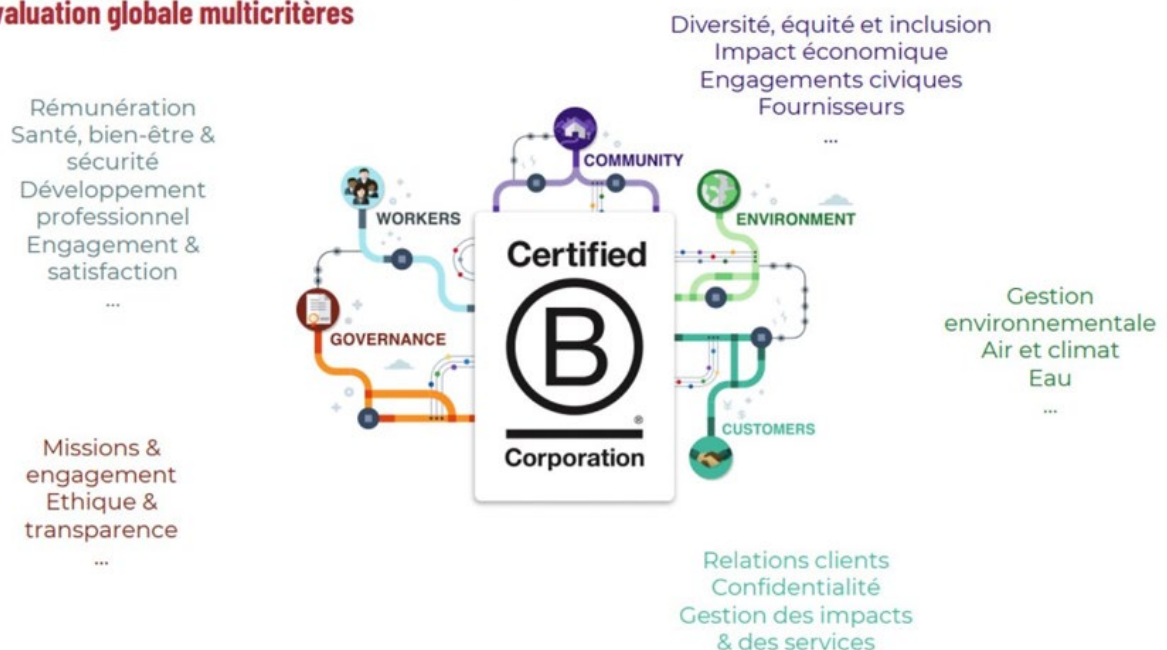 valuation globale multicritères
Diversité, équité et inclusion
Impact économique
Engagements civiques
Fournisseurs
...
Rémunération
Santé, bien-être &
sécurité
Développement
professionnel
Engagement &
satisfaction
...
COMMUNITY
WORKERS
ENVIRONMENT
GOVERNANCE
CUSTOMERS
Certified
B
®
Corporation
Gestion
environnementale
Air et climat
Eau
...
Missions &
engagement
Ethique &
transparence
...
Relations clients
Confidentialité
Gestion des impacts
& des services